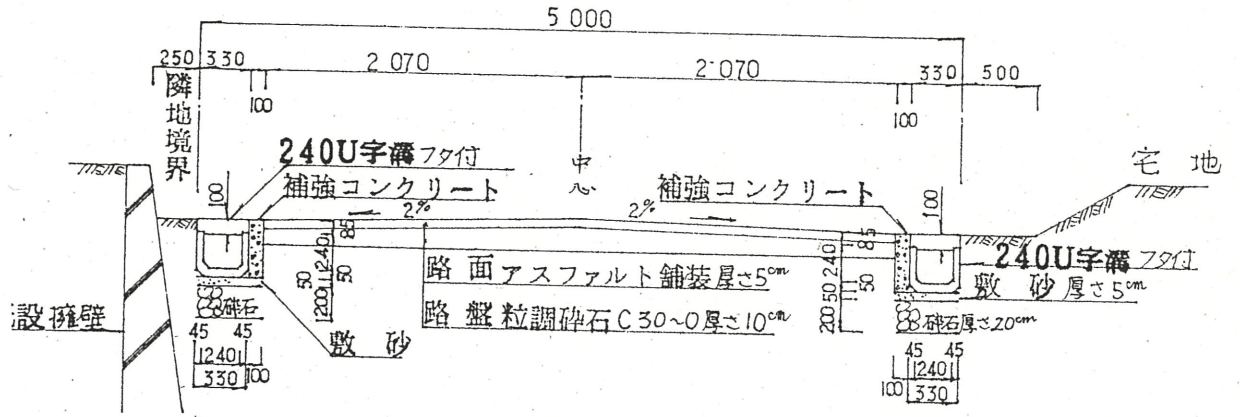 5 000
250 330 2 070 2 070 330 500
100 100
隣地境界
240U字溝 フタ付
補強コンクリート
中心
補強コンクリート
宅 地
100 100
2% 2%
85 240 50 50 200
85 240 50 50 200
路 面 アスファルト舗装厚さ5cm
路 盤 粒調砕石 C30~0厚さ10cm
240U字溝 フタ付
敷 砂 厚さ5cm
砕石
砕石厚さ20cm
設擁壁
敷 砂
45 45
240
330 100
45 45
100 240
330